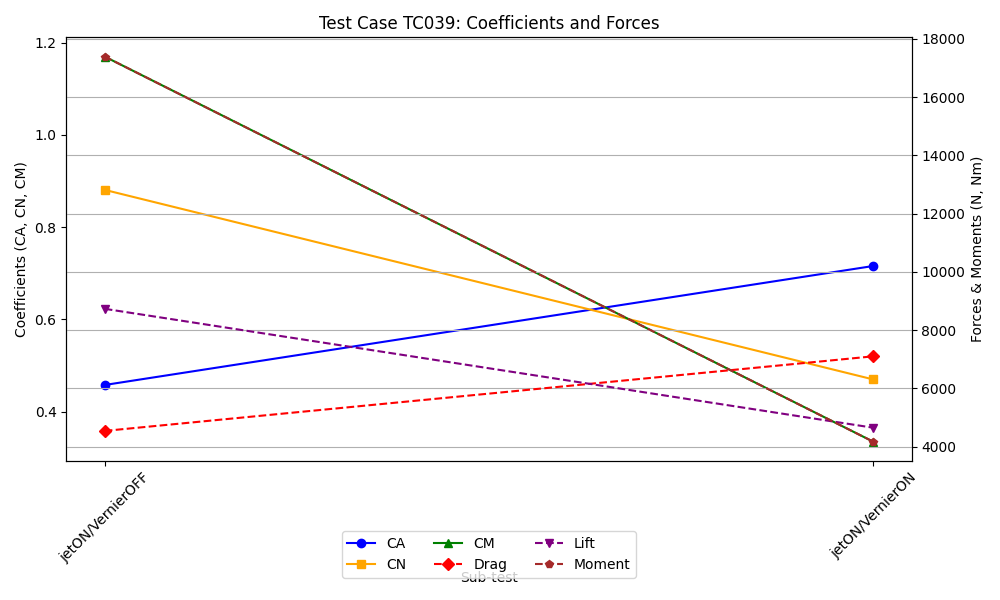 Test Case TC039: Coefficients and Forces
1.2
1.0
0.8
0.6
0.4
Coefficients (CA, CN, CM)
18000
16000
14000
12000
10000
8000
6000
4000
Forces & Moments (N, Nm)
jetON/VernierOFF
jetON/VernierON
CA
CM
Lift
CN
Drag
Moment
Sub-test